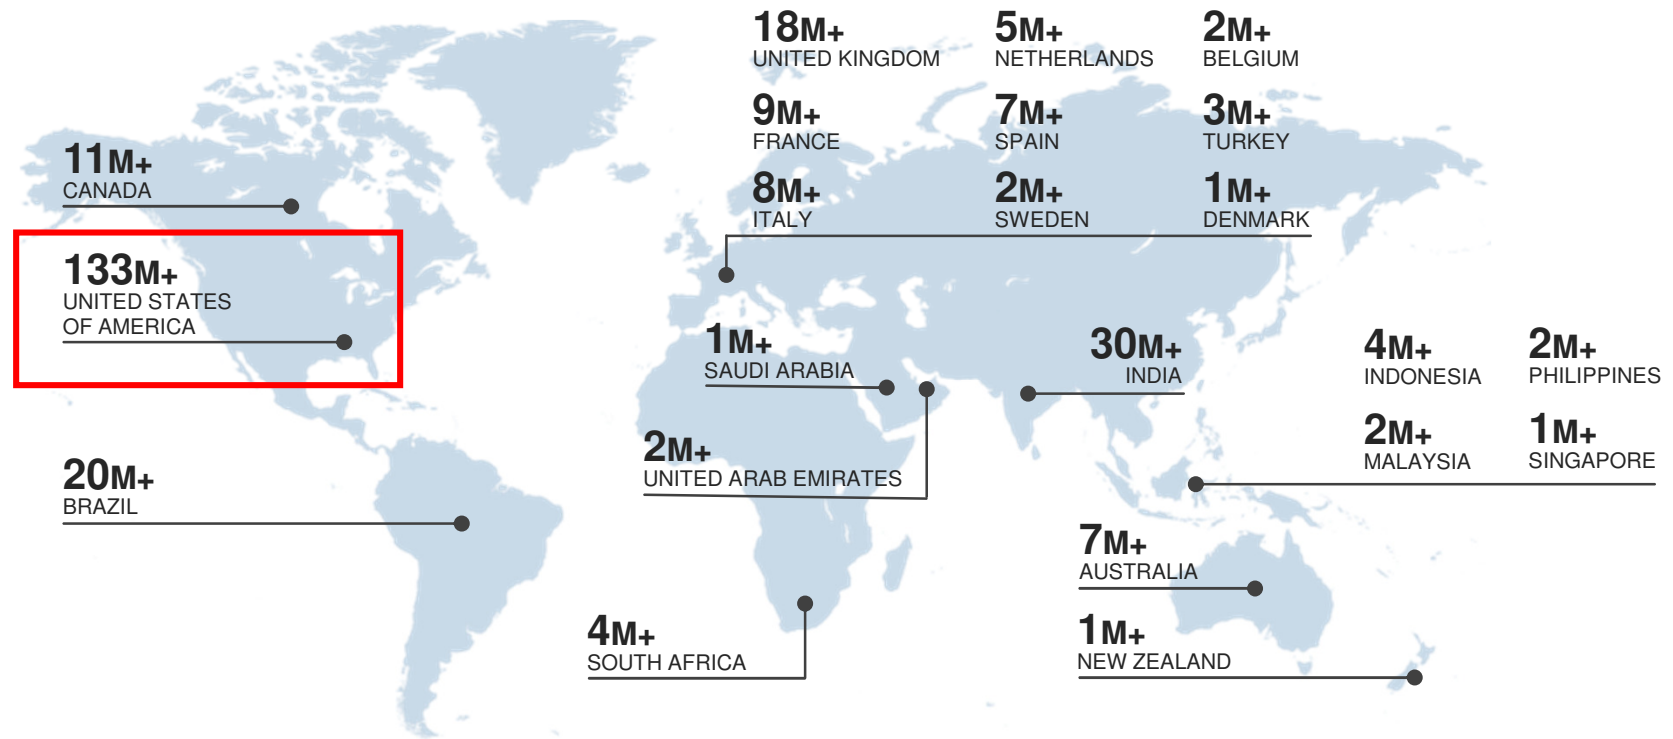 18M+
UNITED KINGDOM
5M+
NETHERLANDS
2M+
BELGIUM
9M+
FRANCE
7M+
SPAIN
3M+
TURKEY
8M+
ITALY
2M+
SWEDEN
1M+
DENMARK
11M+
CANADA
133M+
UNITED STATES
OF AMERICA
20M+
BRAZIL
1M+
SAUDI ARABIA
2M+
UNITED ARAB EMIRATES
30M+
INDIA
4M+
INDONESIA
2M+
PHILIPPINES
2M+
MALAYSIA
1M+
SINGAPORE
7M+
AUSTRALIA
1M+
NEW ZEALAND
4M+
SOUTH AFRICA